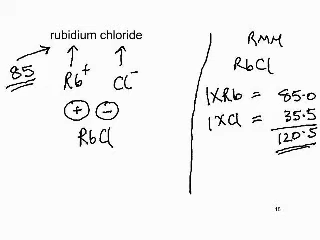 rubidium chloride
85
Rb+ Cl-
+ -
RbCl
RMM
RbCl
1XRb = 85.0
1XCl = 35.5
120.5